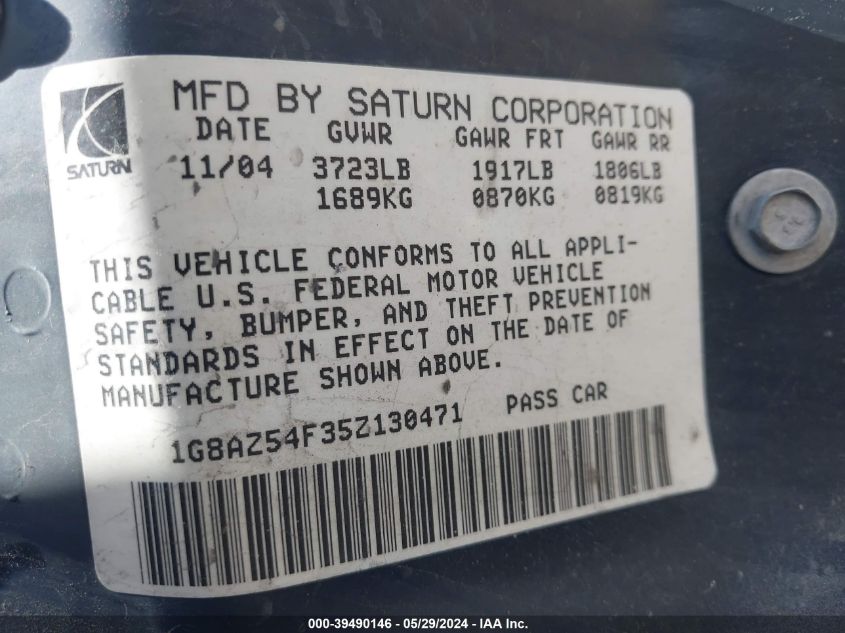 MFD BY SATURN CORPORATION
SATURN
DATE GVWR GAWR FRT GAWR RR
11/04 3723LB 1917LB 1806LB
1689KG 0870KG 0819KG
THIS VEHICLE CONFORMS TO ALL APPLI-
CABLE U.S. FEDERAL MOTOR VEHICLE
SAFETY, BUMPER, AND THEFT PREVENTION
STANDARDS IN EFFECT ON THE DATE OF
MANUFACTURE SHOWN ABOVE.
1G8AZ54F35Z130471 PASS CAR
000-39490146 - 05/29/2024 - IAA Inc.